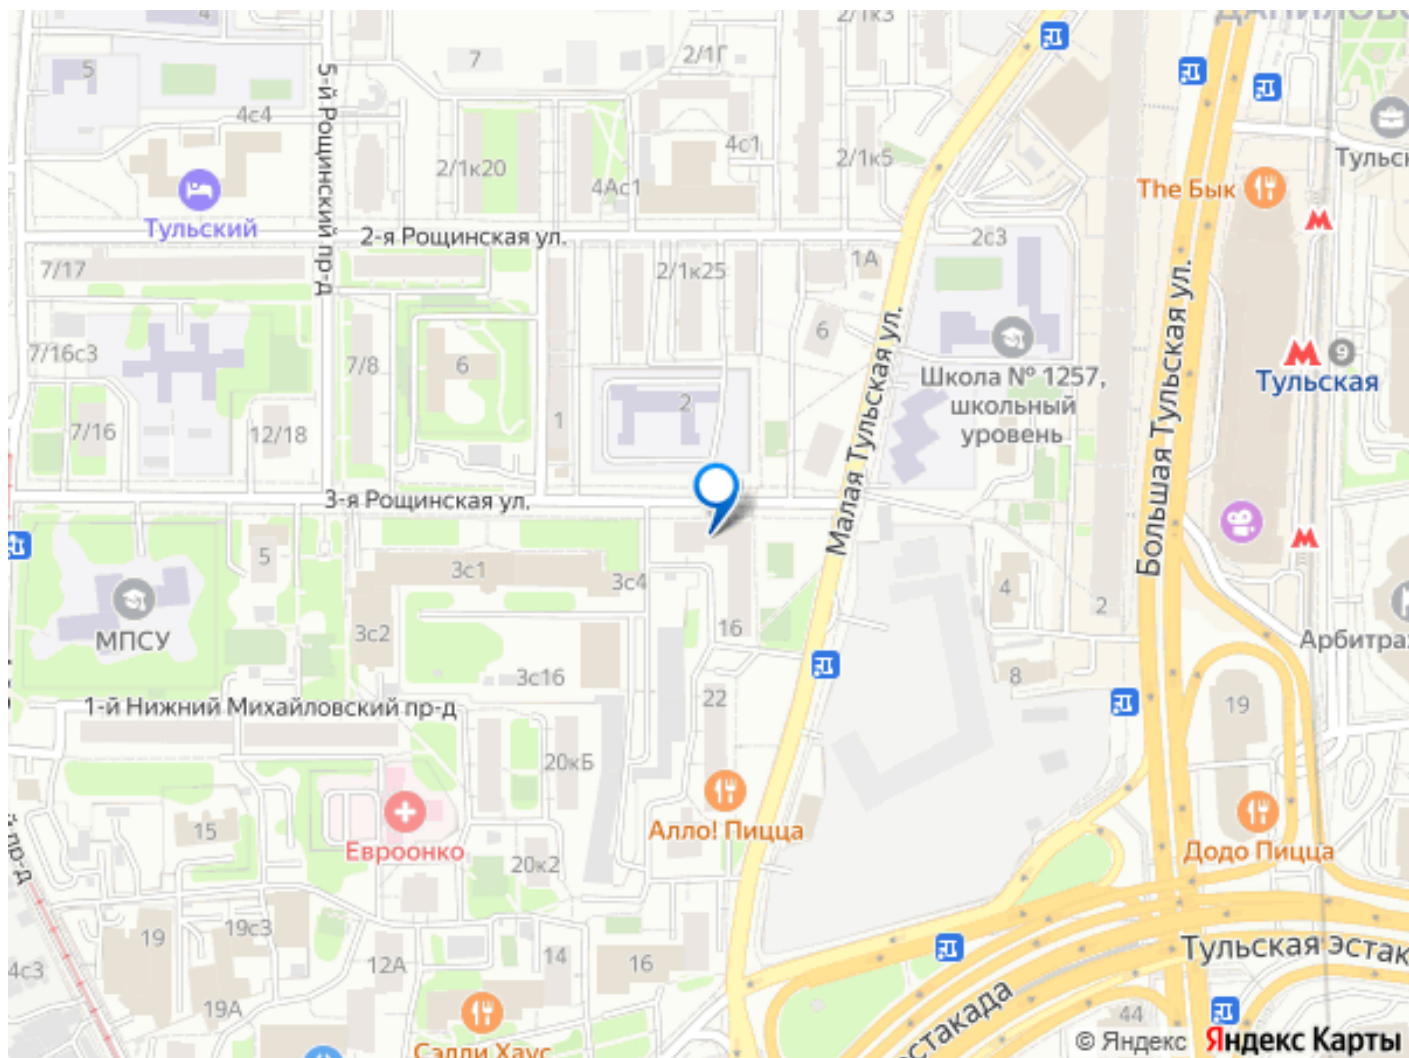 ДАНИЛОВС
2/1к3
7
2/1Г
5
5-й Рощинский пр-д
4с4
4с1
2/1к20
4Ас1
2/1к5
Тульск
The Бык
Тульский
2-я Рощинская ул.
2с3
7/17
2/1к25
1А
6
7/16с3
7/8
6
Малая Тульская ул.
Большая Тульская ул.
9
Тульская
Школа № 1257,
школьный
уровень
2
1
7/16
12/18
3-я Рощинская ул.
5
3с1
3с4
4
2
МПСУ
3с2
16
Арбитра
3с16
8
22
19
1-й Нижний Михайловский пр-д
20кБ
15
Алло! Пицца
Евроонко
20к2
Додо Пицца
й пр-д
19
19с3
14
16
12А
4с3
19А
Тульская эстак
эстакада
44
Сэлли Хаус
© Яндекс Яндекс Карты